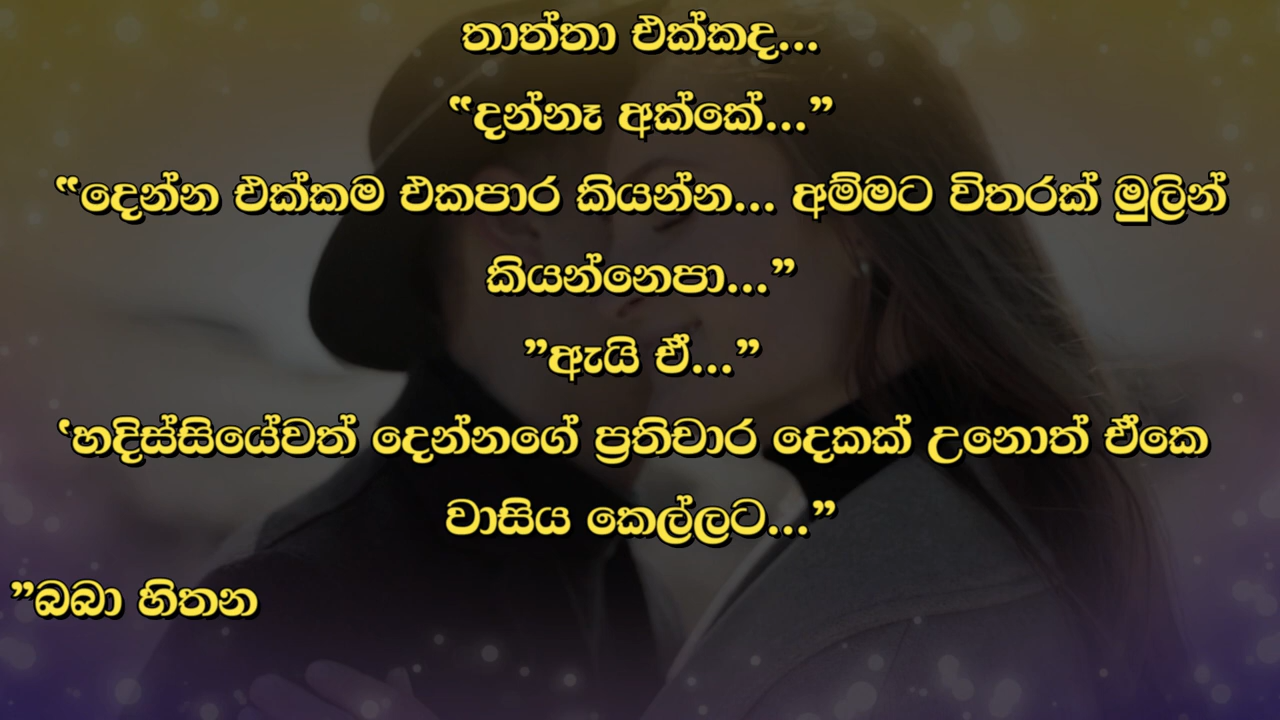 තාත්තා එක්කද...
“දන්නෑ අක්කේ...”
“දෙන්න එක්කම එකපාර කියන්න... අම්මට විතරක් මුලින්
කියන්නෙපා...”
”ඇයි ඒ...”
‘හදිස්සියේවත් දෙන්නගේ ප්‍රතිචාර දෙකක් උනොත් ඒකෙ
වාසිය කෙල්ලට...”
”බබා හිතන